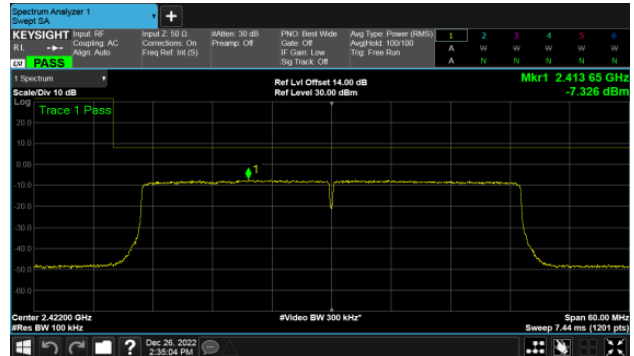 Spectrum Analyzer 1
Swept SA
+
KEYSIGHT Input: RF Input Z: 50 Ω #Atten: 30 dB PNO: Best Wide Avg Type: Power (RMS) 1 2 3 4 5 6
RL Coupling: AC Corrections: On Preamp: Off Gate: Off Avg|Hold: 100/100 A W W W W W
Align: Auto Freq Ref: Int (S) IF Gain: Low Trig: Free Run A N N N N N
LXI PASS Sig Track: Off
1 Spectrum Ref Lvl Offset 14.00 dB Mkr1 2.413 65 GHz
Scale/Div 10 dB Ref Level 30.00 dBm -7.326 dBm
Log
Trace 1 Pass
20.0
10.0
0.00
1
-10.0
-20.0
-30.0
-40.0
-50.0
-60.0
Center 2.42200 GHz #Video BW 300 kHz* Span 60.00 MHz
#Res BW 100 kHz Sweep 7.44 ms (1201 pts)
? Dec 26, 2022
2:35:04 PM